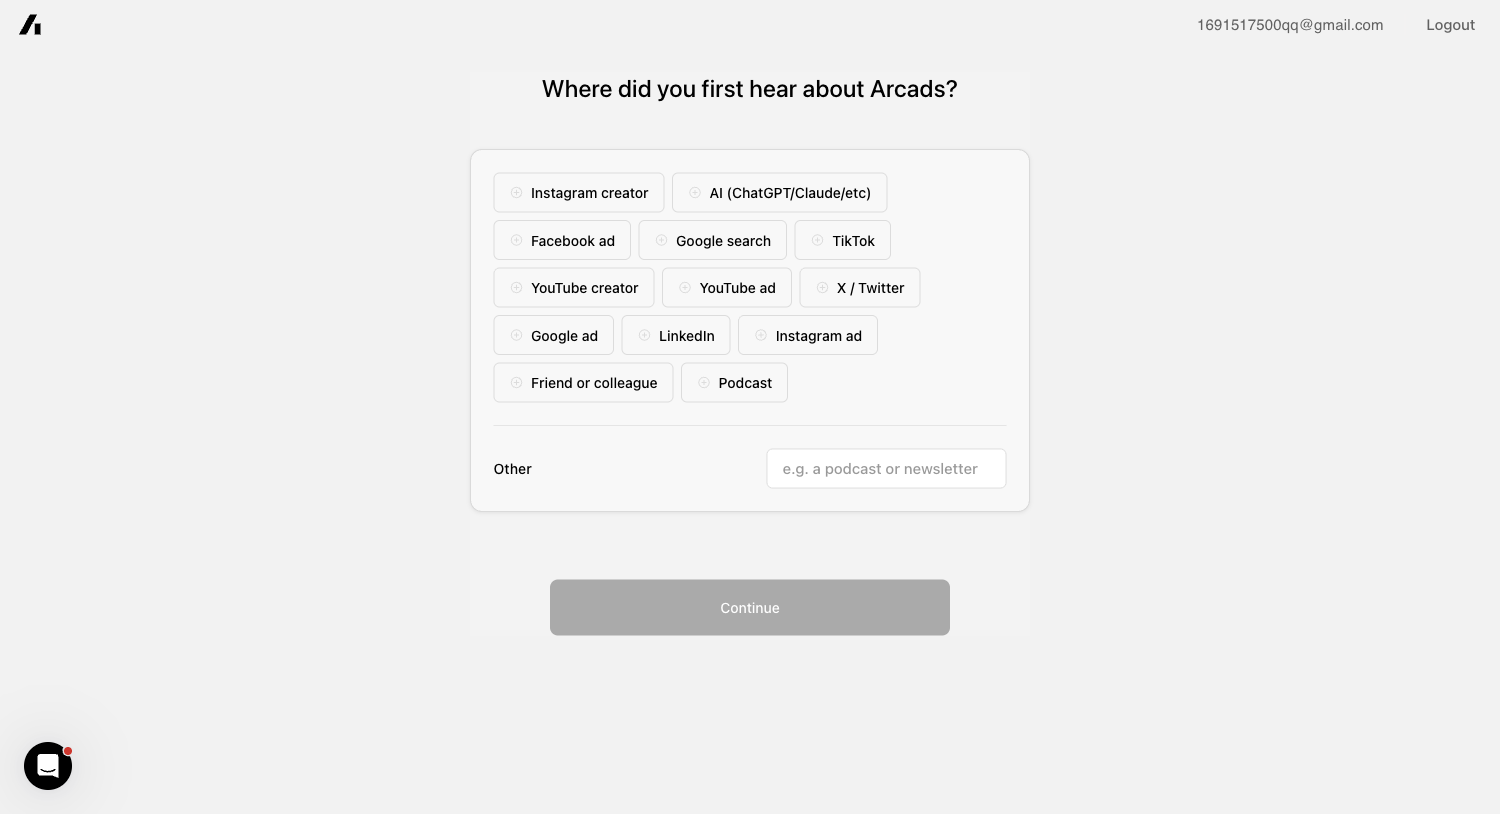 1691517500qq@gmail.com Logout
Where did you first hear about Arcads?
Instagram creator AI (ChatGPT/Claude/etc)
Facebook ad Google search TikTok
YouTube creator YouTube ad X / Twitter
Google ad LinkedIn Instagram ad
Friend or colleague Podcast
Other e.g. a podcast or newsletter
Continue